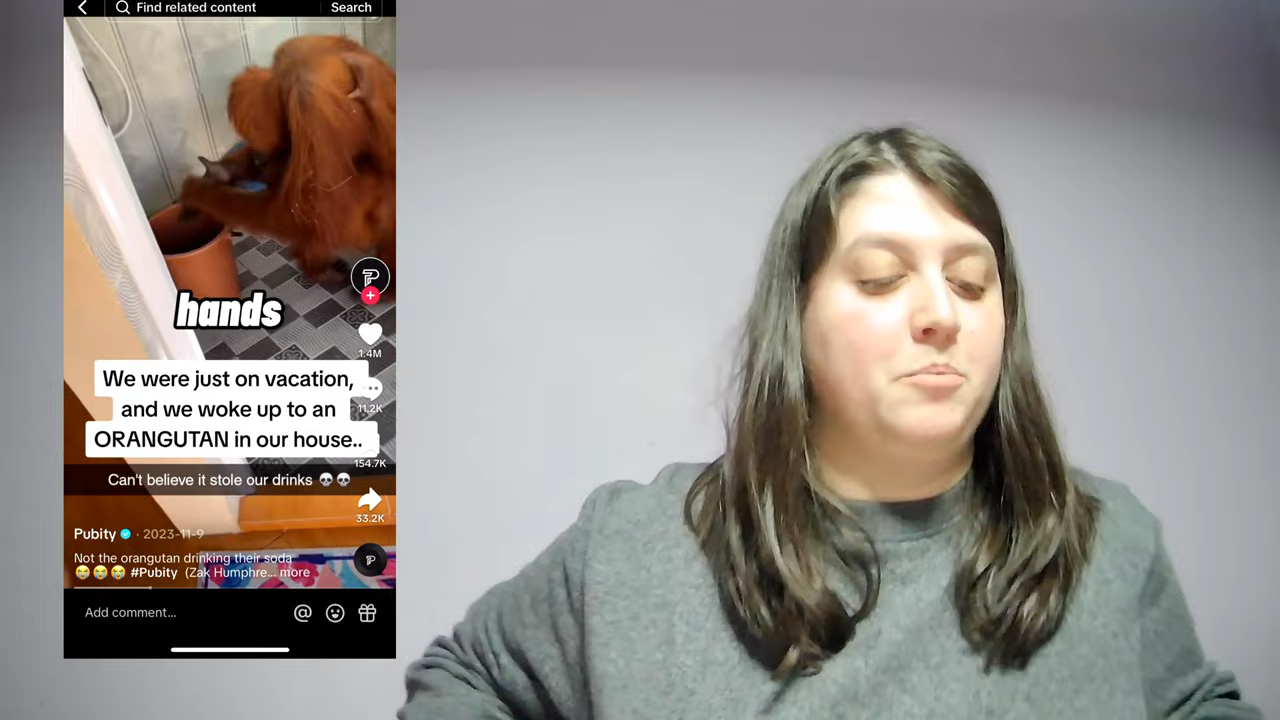 Find related content
Search
hands
1.4M
We were just on vacation,
and we woke up to an
ORANGUTAN in our house..
11.2K
154.7K
Can't believe it stole our drinks 💀💀
33.2K
Pubity · 2023-11-9
Not the orangutan drinking their soda
😭😭😭 #Pubity (Zak Humphre... more
Add comment...